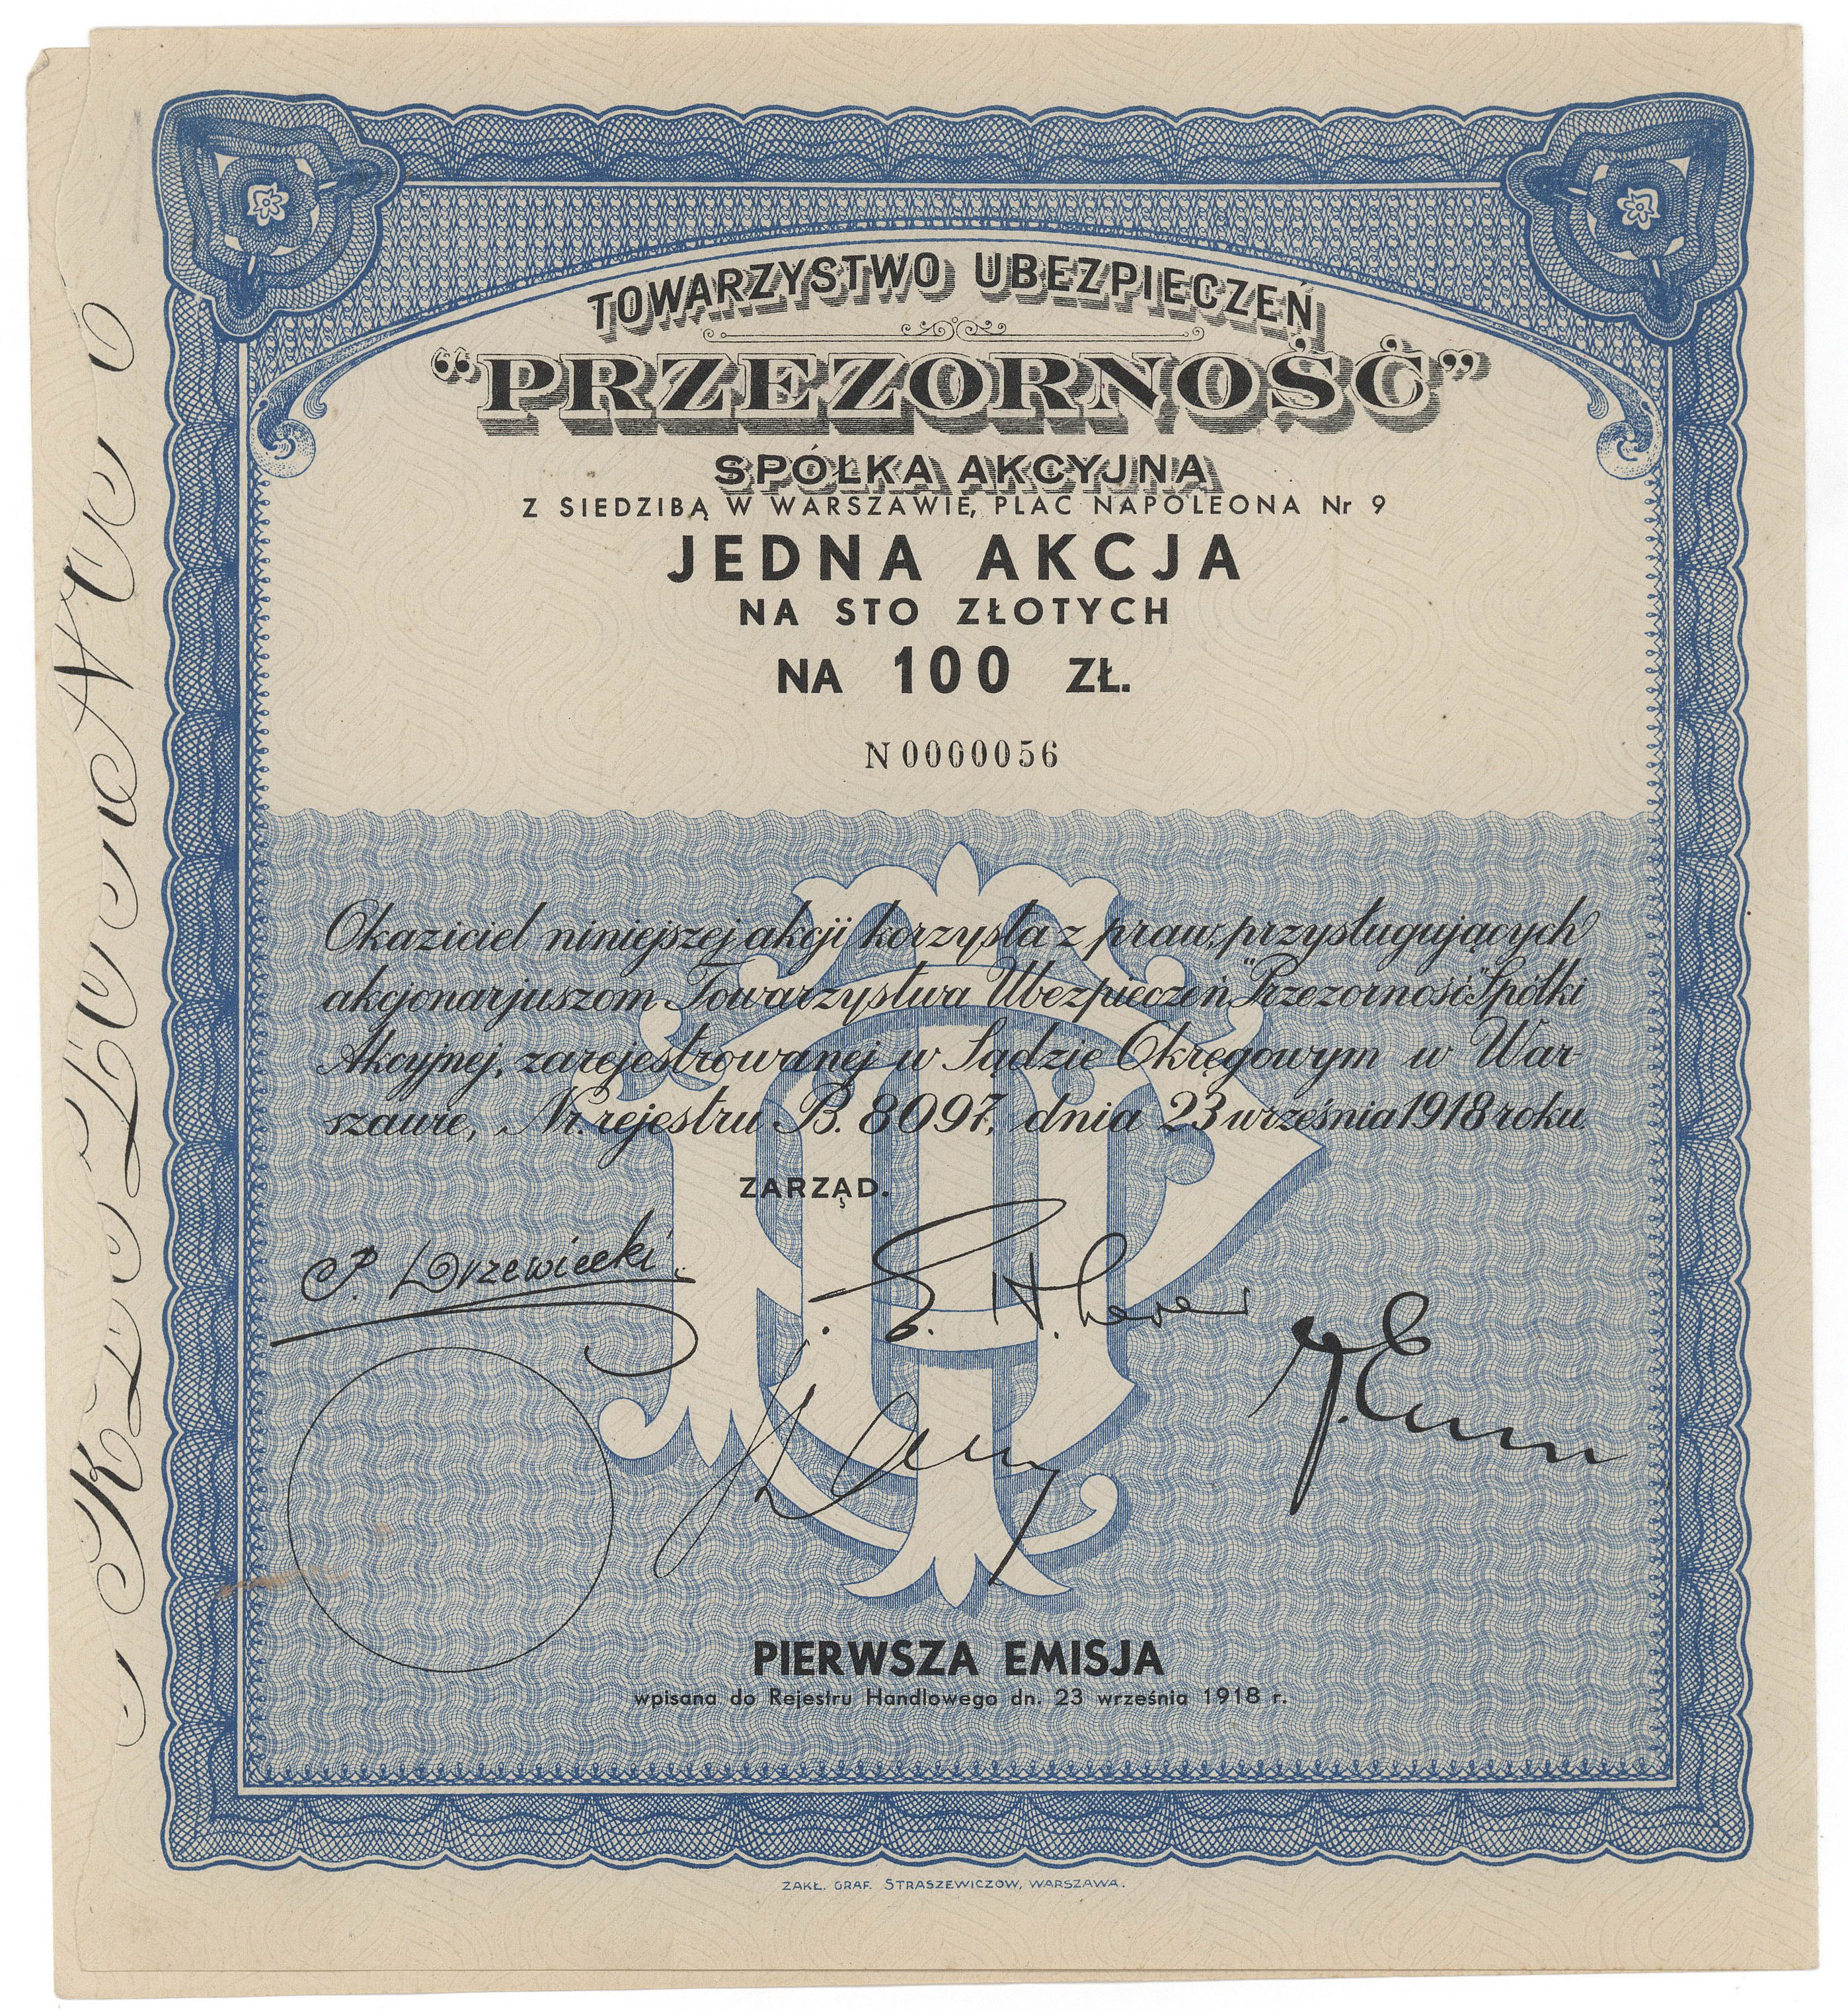 TOWARZYSTWO UBEZPIECZEŃ
"PRZEZORNOŚĆ"
SPÓŁKA AKCYJNA
Z SIEDZIBĄ W WARSZAWIE, PLAC NAPOLEONA Nr 9
JEDNA AKCJA
NA STO ZŁOTYCH
NA 100 ZŁ.
N 0000056
Okaziciel niniejszej akcji korzysta z praw, przysługujących
akcjonarjuszom Towarzystwa Ubezpieczeń "Przezorność" Spółki
Akcyjnej, zarejestrowanej w Sądzie Okręgowym w War-
szawie, Nr. rejestru B. 8097, dnia 23 września 1918 roku
ZARZĄD.
P. Drzewiecki
PIERWSZA EMISJA
wpisana do Rejestru Handlowego dn. 23 września 1918 r.
ZAKŁ. GRAF. STRASZEWICZÓW, WARSZAWA.